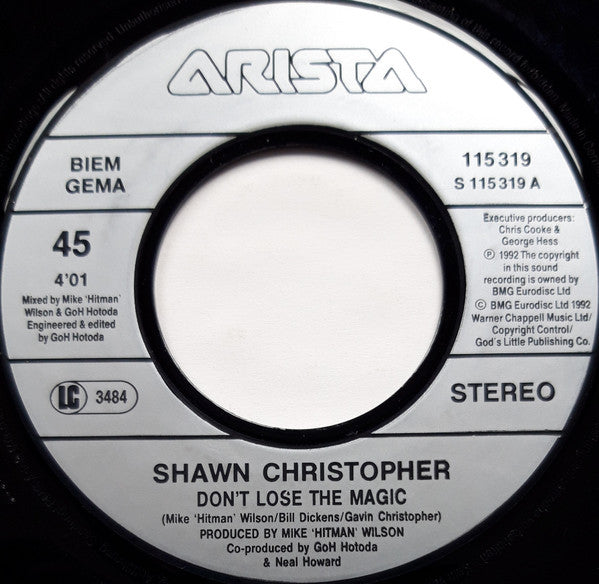 ARISTA
BIEM
GEMA
115 319
S 115 319 A
45
4'01
Mixed by Mike 'Hitman'
Wilson & GoH Hotoda
Engineered & edited
by GoH Hotoda
Executive producers:
Chris Cooke &
George Hess
Ⓟ 1992 The copyright
in this sound
recording is owned by
BMG Eurodisc Ltd
© BMG Eurodisc Ltd 1992
Warner Chappell Music Ltd/
Copyright Control/
God´s Little Publishing Co.
LC 3484
STEREO
SHAWN CHRISTOPHER
DON'T LOSE THE MAGIC
(Mike 'Hitman' Wilson/Bill Dickens/Gavin Christopher)
PRODUCED BY MIKE 'HITMAN' WILSON
Co-produced by GoH Hotoda
& Neal Howard